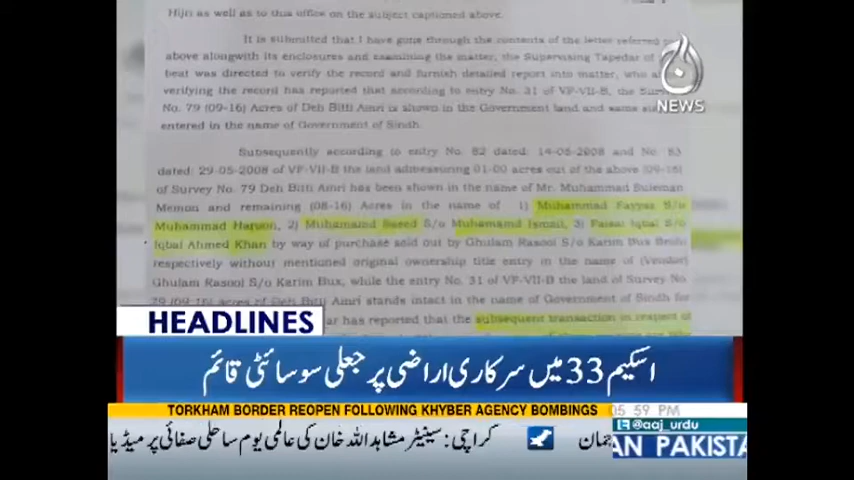 Hijri as well as to this office on the subject captioned above.
It is submitted that I have gone through the contents of the letter referred
above alongwith its enclosures and examining the matter, the Supervising Tapedar of
beat was directed to verify the record and furnish detailed report into matter, who
verifying the record has reported that according to entry No. 31 of VF-VII-B, the
No. 79 (09-16) Acres of Deh Bitti Amri is shown in the Government land and same
entered in the name of Government of Sindh.
Subsequently according to entry No. 82 dated: 14-05-2008 and No. 83
dated: 29-05-2008 of VF-VII-B the land admeasuring 01-00 acres out of the above (09-16)
of Survey No. 79 Deh Bitti Amri has been shown in the name of Mr. Muhammad Suleman
Memon and remaining (08-16) Acres in the name of 1) Muhammad Fayyaz S/o
Muhammad Haroon, 2) Muhamamd Saeed S/o Muhamamd Ismail, 3) Faisal Iqbal S/o
Iqbal Ahmed Khan by way of purchase sold out by Ghulam Rasool S/o Karim Bux
respectively without mentioned original ownership title entry in the name of (Vendor)
Ghulam Rasool S/o Karim Bux, while the entry No. 31 of VF-VII-B the land of Survey No.
79 (09-16) acres of Deh Bitti Amri stands intact in the name of Government of Sindh for
has reported that the subsequent transaction in respect of
آج
NEWS
HEADLINES
اسکیم 33 میں سرکاری اراضی پر جعلی سوسائٹی قائم
TORKHAM BORDER REOPEN FOLLOWING KHYBER AGENCY BOMBINGS
05 59 PM
@aaj_urdu
کراچی: سینیٹر مشاہد اللہ خان کی عالمی یوم ساحلی صفائی پر میڈیا
AN PAKISTA